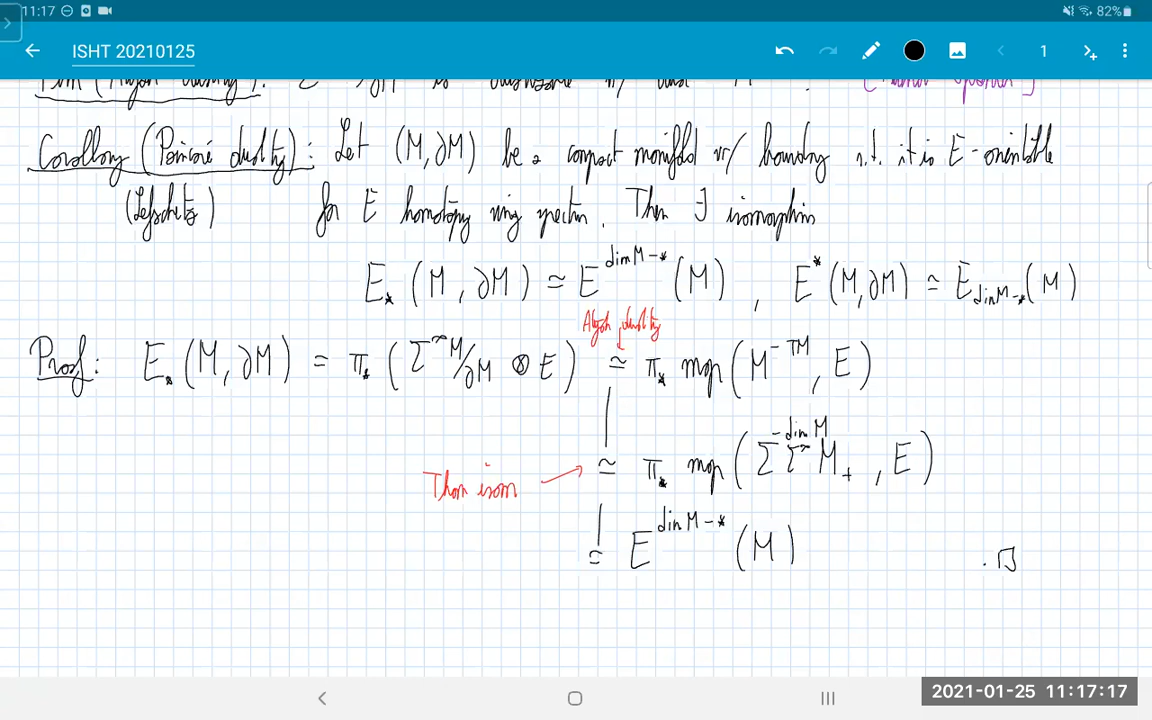 11:17
82%
ISHT 20210125
1
Corollary (Poincaré duality): Let (M, ∂M) be a compact manifold w/ boundary s.t. it is E-orientable
(Lefschetz) for E homotopy ring spectrum. Then ∃ isomorphism
E_*(M, ∂M) ≃ E^{dim M-*}(M), E^*(M, ∂M) ≃ E_{dim M-*}(M)
Atiyah duality
Proof: E_*(M, ∂M) = π_*(Σ^∞ M/∂M ⊗ E) ≃ π_* map(M^{-TM}, E)
Thom isom → ≃ π_* map(Σ^{-dim M} Σ^∞ M_+, E)
≃ E^{dim M-*}(M) . □
2021-01-25 11:17:17